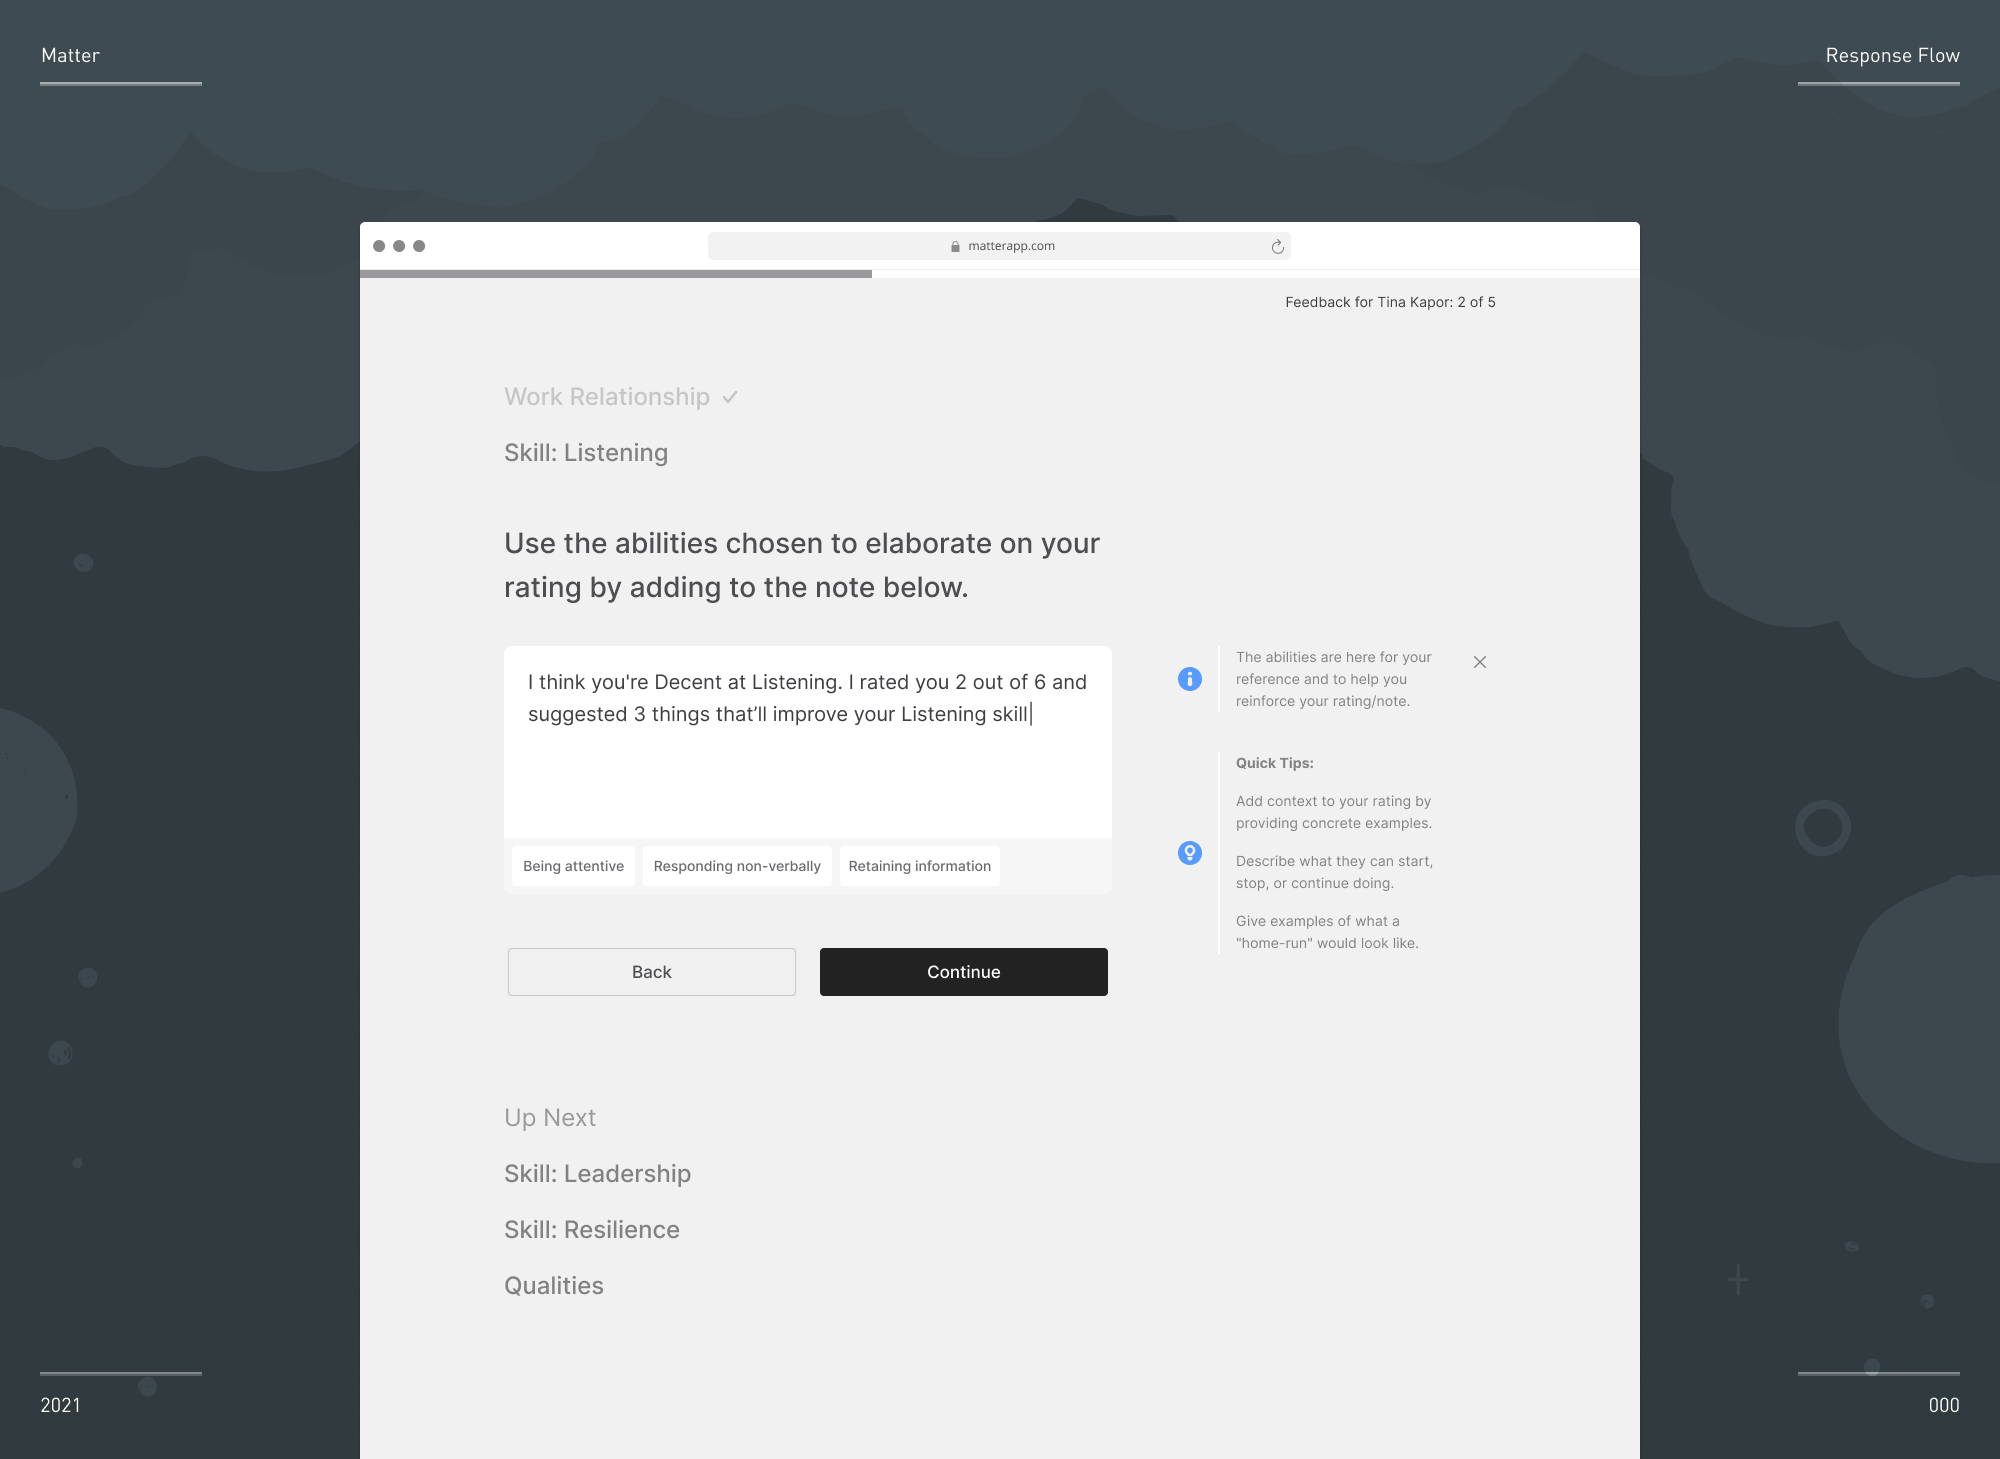 Matter
Response Flow
matterapp.com
Feedback for Tina Kapor: 2 of 5
Work Relationship
Skill: Listening
Use the abilities chosen to elaborate on your
rating by adding to the note below.
I think you're Decent at Listening. I rated you 2 out of 6 and
suggested 3 things that’ll improve your Listening skill
Being attentive
Responding non-verbally
Retaining information
The abilities are here for your
reference and to help you
reinforce your rating/note.
Quick Tips:
Add context to your rating by
providing concrete examples.
Describe what they can start,
stop, or continue doing.
Give examples of what a
"home-run" would look like.
Back
Continue
Up Next
Skill: Leadership
Skill: Resilience
Qualities
2021
000